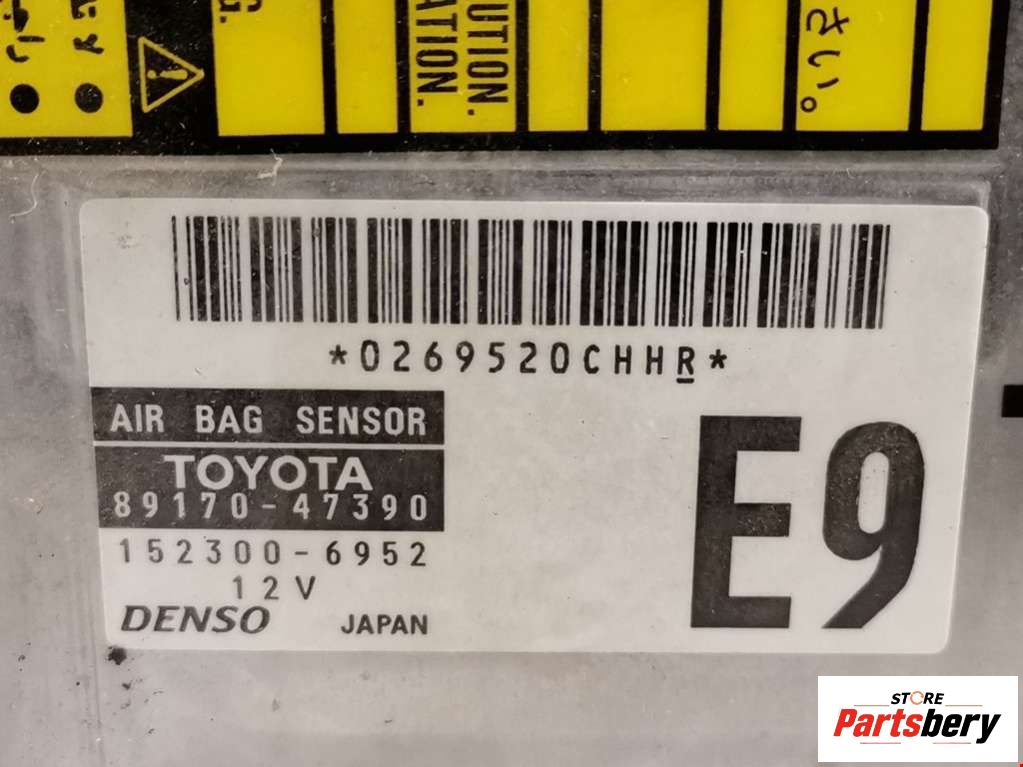 UTION.
ATION.
*0269520CHHR*
AIR BAG SENSOR
TOYOTA
89170-47390
152300-6952
12V
DENSO JAPAN
E9
STORE
Partsbery